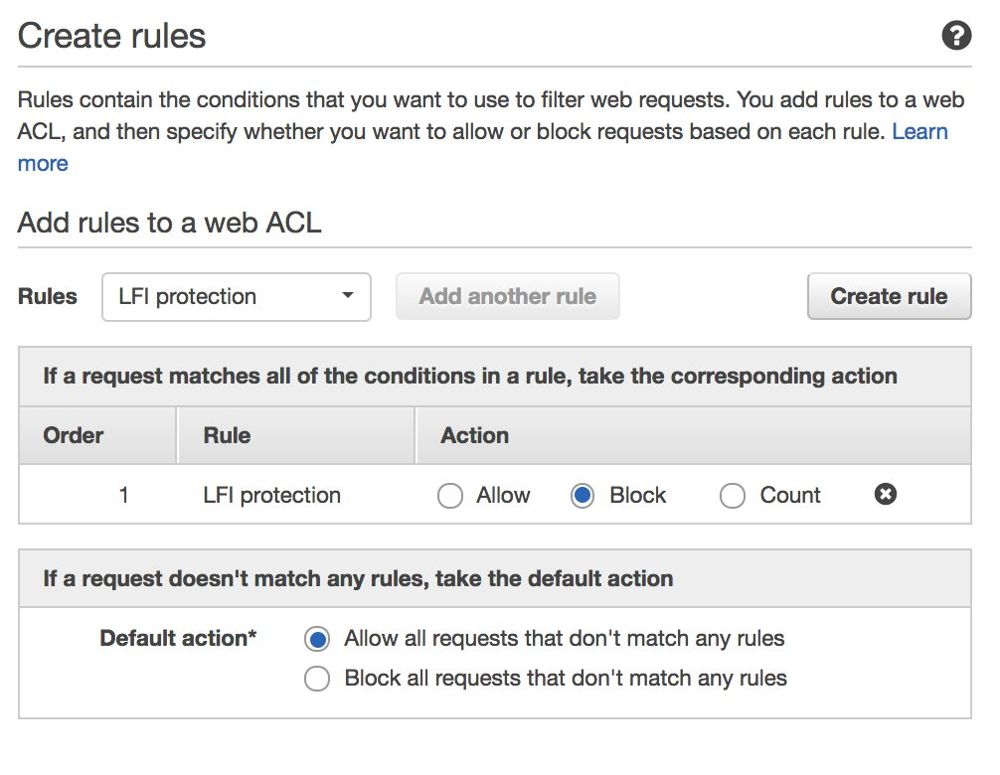 Create rules
Rules contain the conditions that you want to use to filter web requests. You add rules to a web
ACL, and then specify whether you want to allow or block requests based on each rule. Learn
more
Add rules to a web ACL
Rules LFI protection Add another rule Create rule
If a request matches all of the conditions in a rule, take the corresponding action
Order Rule Action
1 LFI protection Allow Block Count
If a request doesn't match any rules, take the default action
Default action* Allow all requests that don't match any rules
Block all requests that don't match any rules